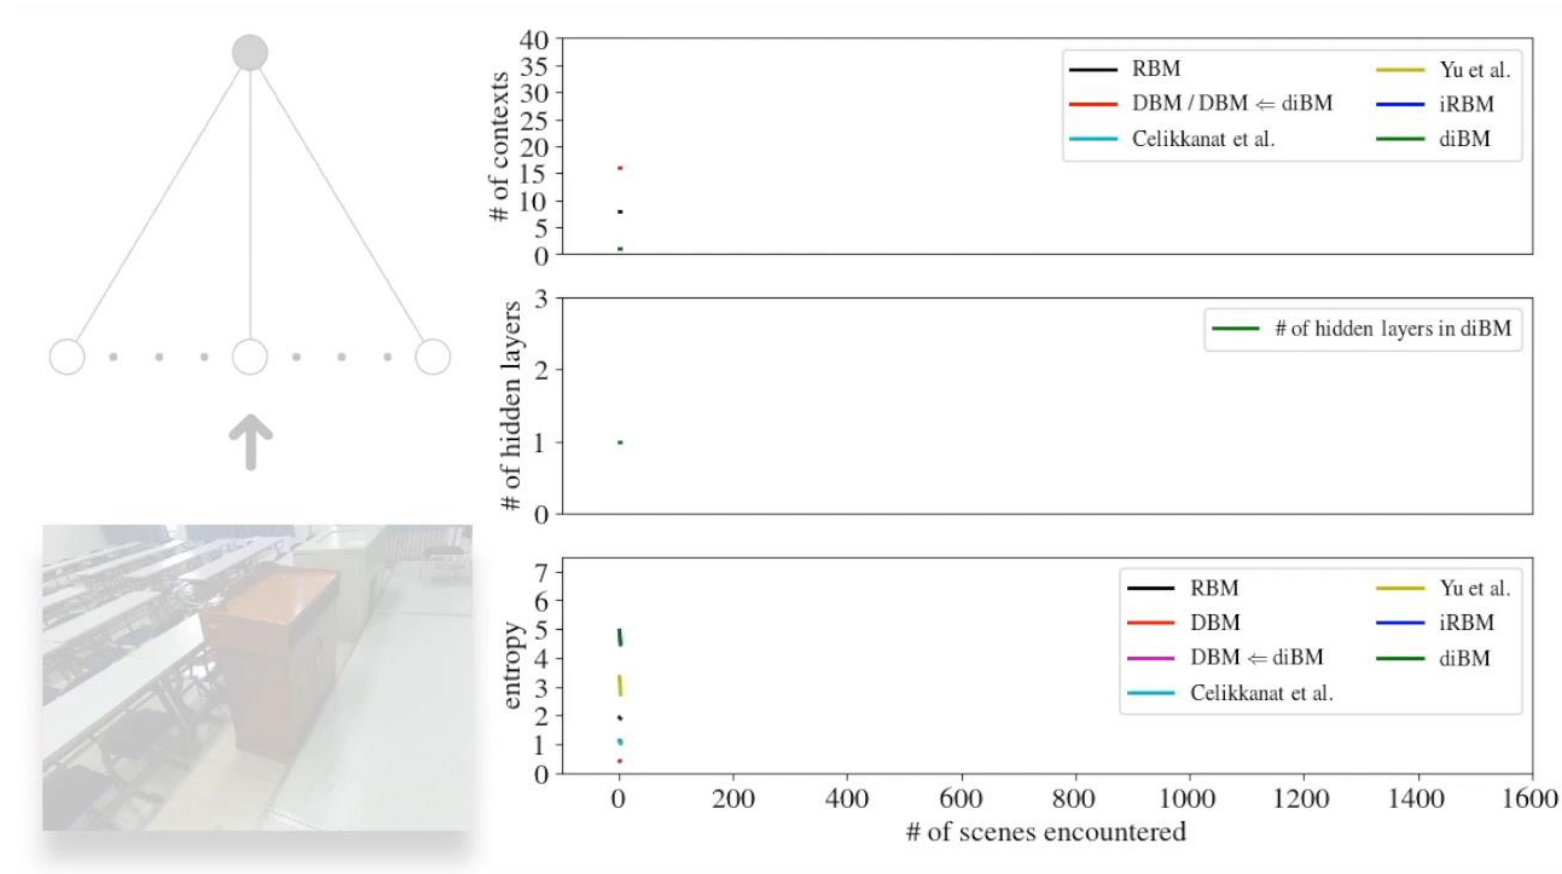 40
35
30
25
20
15
10
5
0
# of contexts
RBM
DBM / DBM ⇐ diBM
Celikkanat et al.
Yu et al.
iRBM
diBM
3
2
1
0
# of hidden layers
# of hidden layers in diBM
7
6
5
4
3
2
1
0
entropy
RBM
DBM
DBM ⇐ diBM
Celikkanat et al.
Yu et al.
iRBM
diBM
0 200 400 600 800 1000 1200 1400 1600
# of scenes encountered